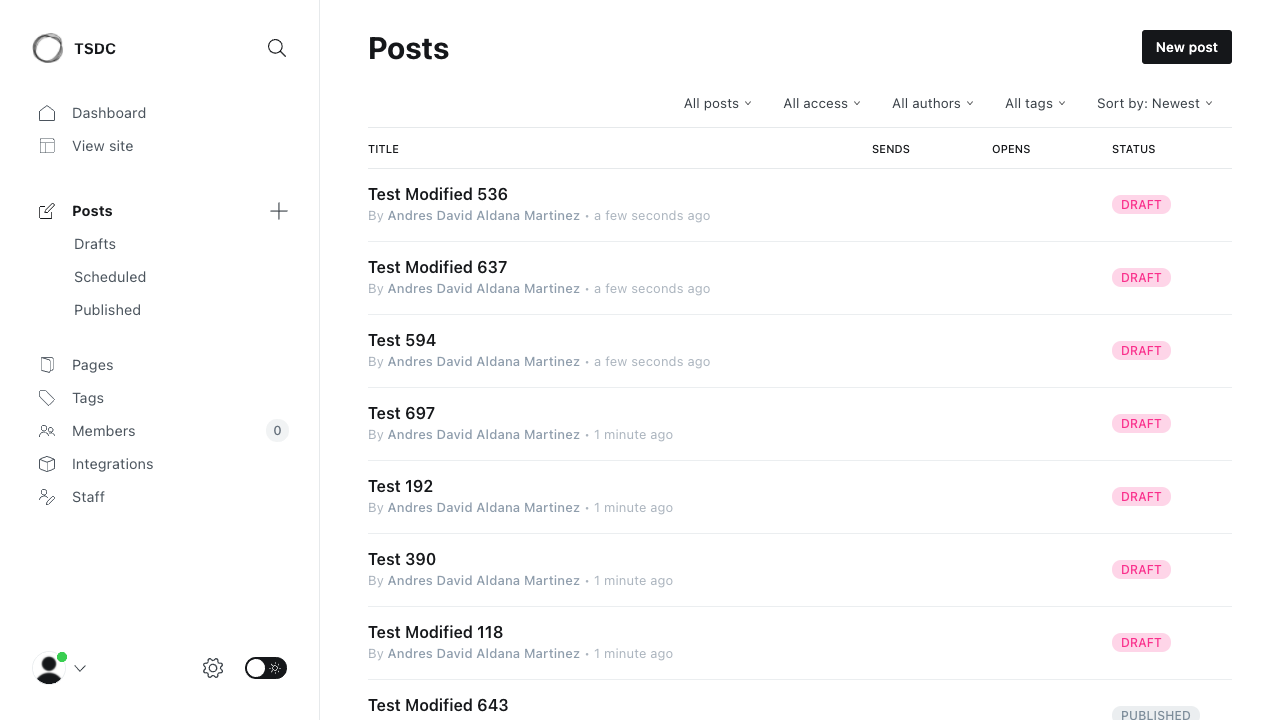 TSDC
Dashboard
View site
Posts
Drafts
Scheduled
Published
Pages
Tags
Members 0
Integrations
Staff
Posts
New post
All posts All access All authors All tags Sort by: Newest
TITLE SENDS OPENS STATUS
Test Modified 536
By Andres David Aldana Martinez • a few seconds ago
DRAFT
Test Modified 637
By Andres David Aldana Martinez • a few seconds ago
DRAFT
Test 594
By Andres David Aldana Martinez • a few seconds ago
DRAFT
Test 697
By Andres David Aldana Martinez • 1 minute ago
DRAFT
Test 192
By Andres David Aldana Martinez • 1 minute ago
DRAFT
Test 390
By Andres David Aldana Martinez • 1 minute ago
DRAFT
Test Modified 118
By Andres David Aldana Martinez • 1 minute ago
DRAFT
Test Modified 643
PUBLISHED